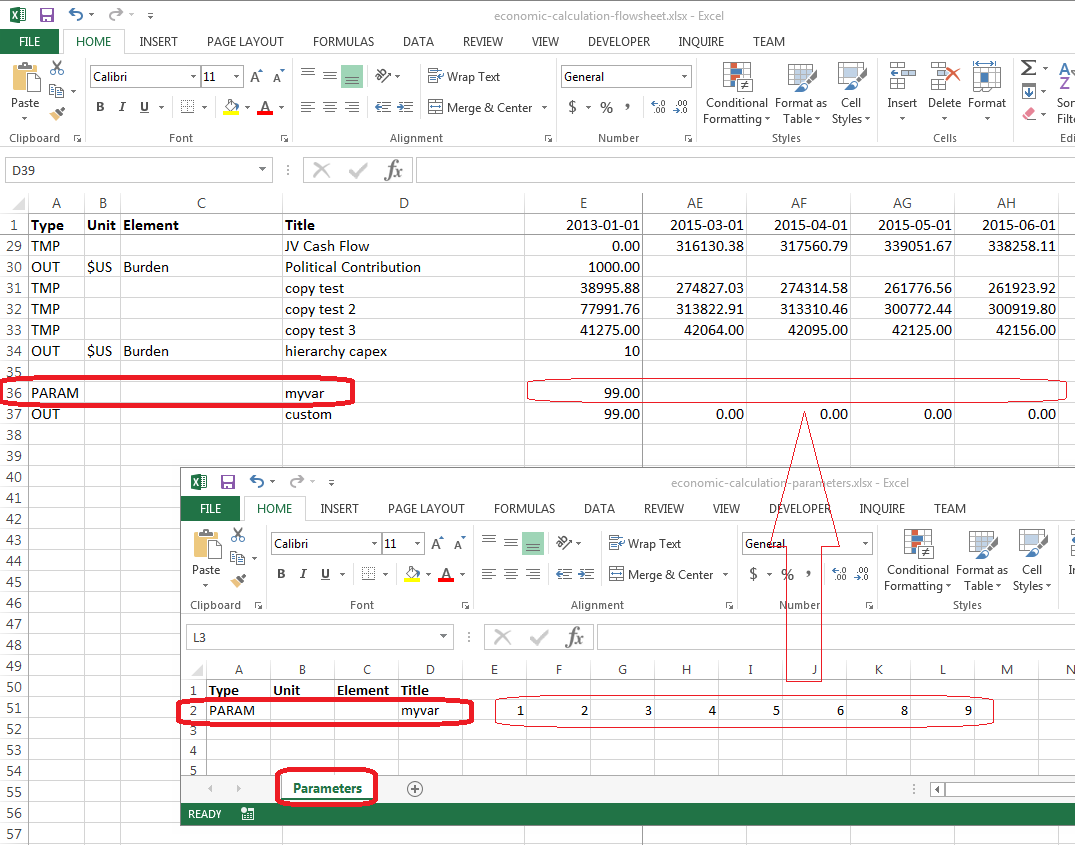 economic-calculation-flowsheet.xlsx - Excel
FILE HOME INSERT PAGE LAYOUT FORMULAS DATA REVIEW VIEW DEVELOPER INQUIRE TEAM
Paste Calibri 11 A A Wrap Text General Conditional Formatting Format as Table Cell Styles Insert Delete Format Σ A Z Sor Filte
B I U A Merge & Center $ % , .00
Clipboard Font Alignment Number Styles Cells Edi
D39 fx
A B C D E AE AF AG AH
1 Type Unit Element Title 2013-01-01 2015-03-01 2015-04-01 2015-05-01 2015-06-01
29 TMP JV Cash Flow 0.00 316130.38 317560.79 339051.67 338258.11
30 OUT $US Burden Political Contribution 1000.00
31 TMP copy test 38995.88 274827.03 274314.58 261776.56 261923.92
32 TMP copy test 2 77991.76 313822.91 313310.46 300772.44 300919.80
33 TMP copy test 3 41275.00 42064.00 42095.00 42125.00 42156.00
34 OUT $US Burden hierarchy capex 10
35
36 PARAM myvar 99.00
37 OUT custom 99.00 0.00 0.00 0.00 0.00
38
39
40
41
42
43
44
45
46
47
48
49
50
51
52
53
54
55
56
57
economic-calculation-parameters.xlsx - Excel
FILE HOME INSERT PAGE LAYOUT FORMULAS DATA REVIEW VIEW DEVELOPER INQUIRE TEAM
Paste Calibri 11 A A Wrap Text General Conditional Formatting Format as Table Cell Styles
B I U A Merge & Center $ % , .00
Clipboard Font Alignment Number Styles
L3 fx
A B C D E F G H I J K L M N
1 Type Unit Element Title
2 PARAM myvar 1 2 3 4 5 6 8 9
3
4
5
Parameters
READY